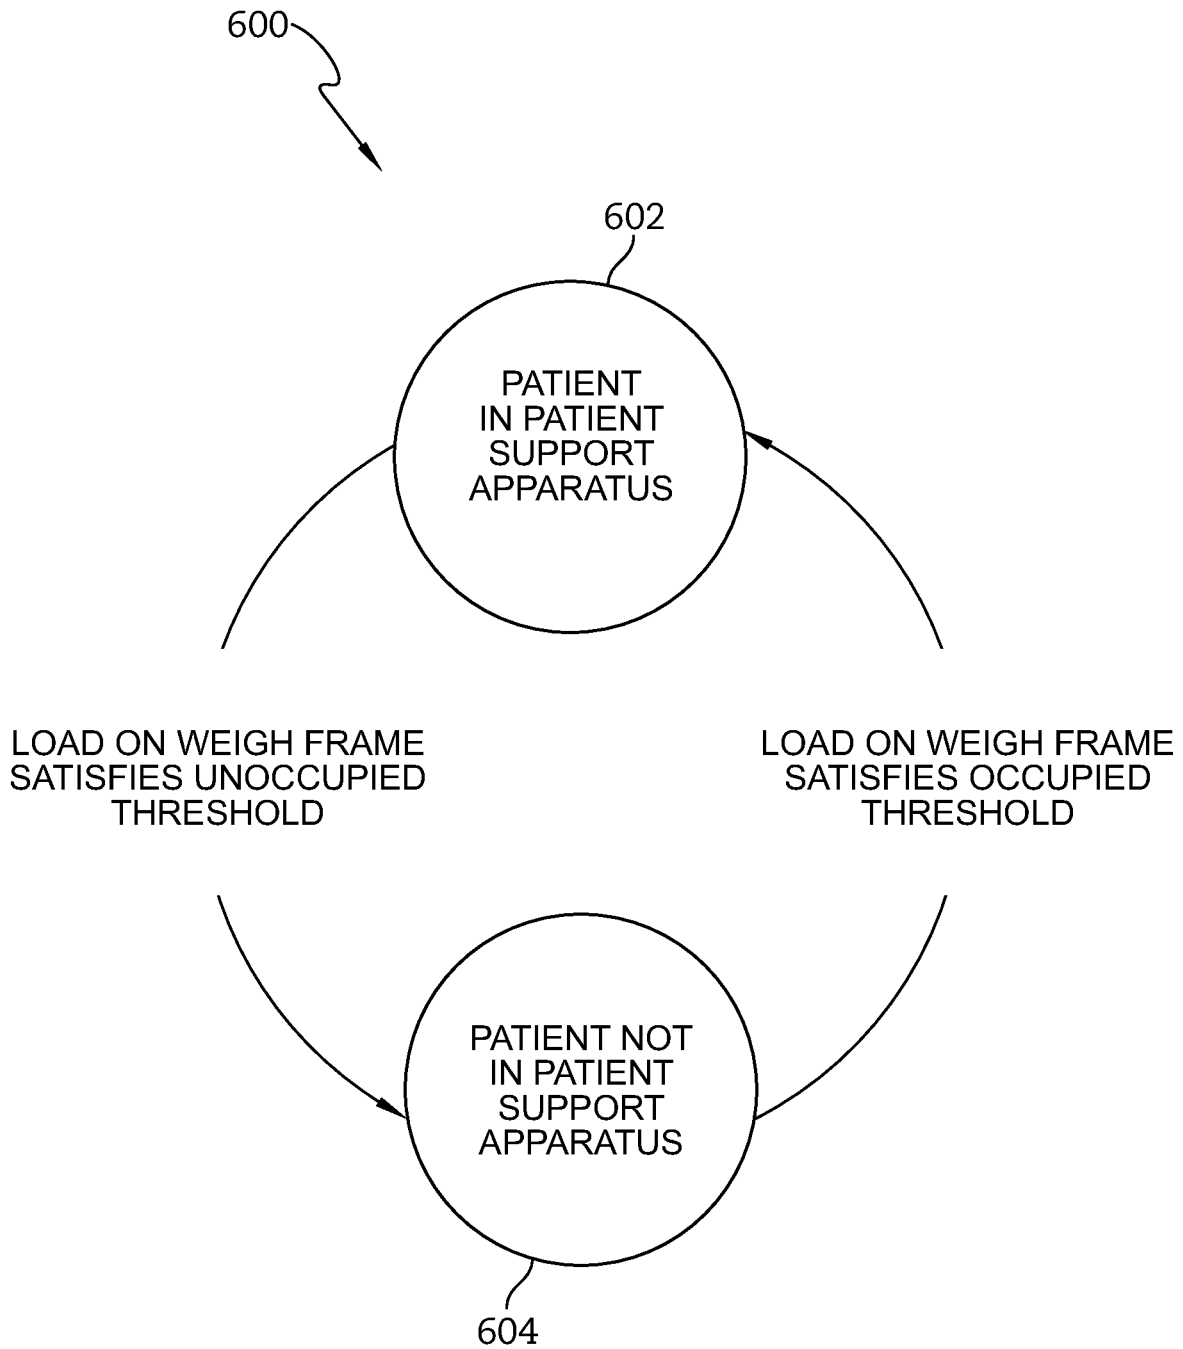 600
602
PATIENT
IN PATIENT
SUPPORT
APPARATUS
LOAD ON WEIGH FRAME
SATISFIES UNOCCUPIED
THRESHOLD
LOAD ON WEIGH FRAME
SATISFIES OCCUPIED
THRESHOLD
PATIENT NOT
IN PATIENT
SUPPORT
APPARATUS
604